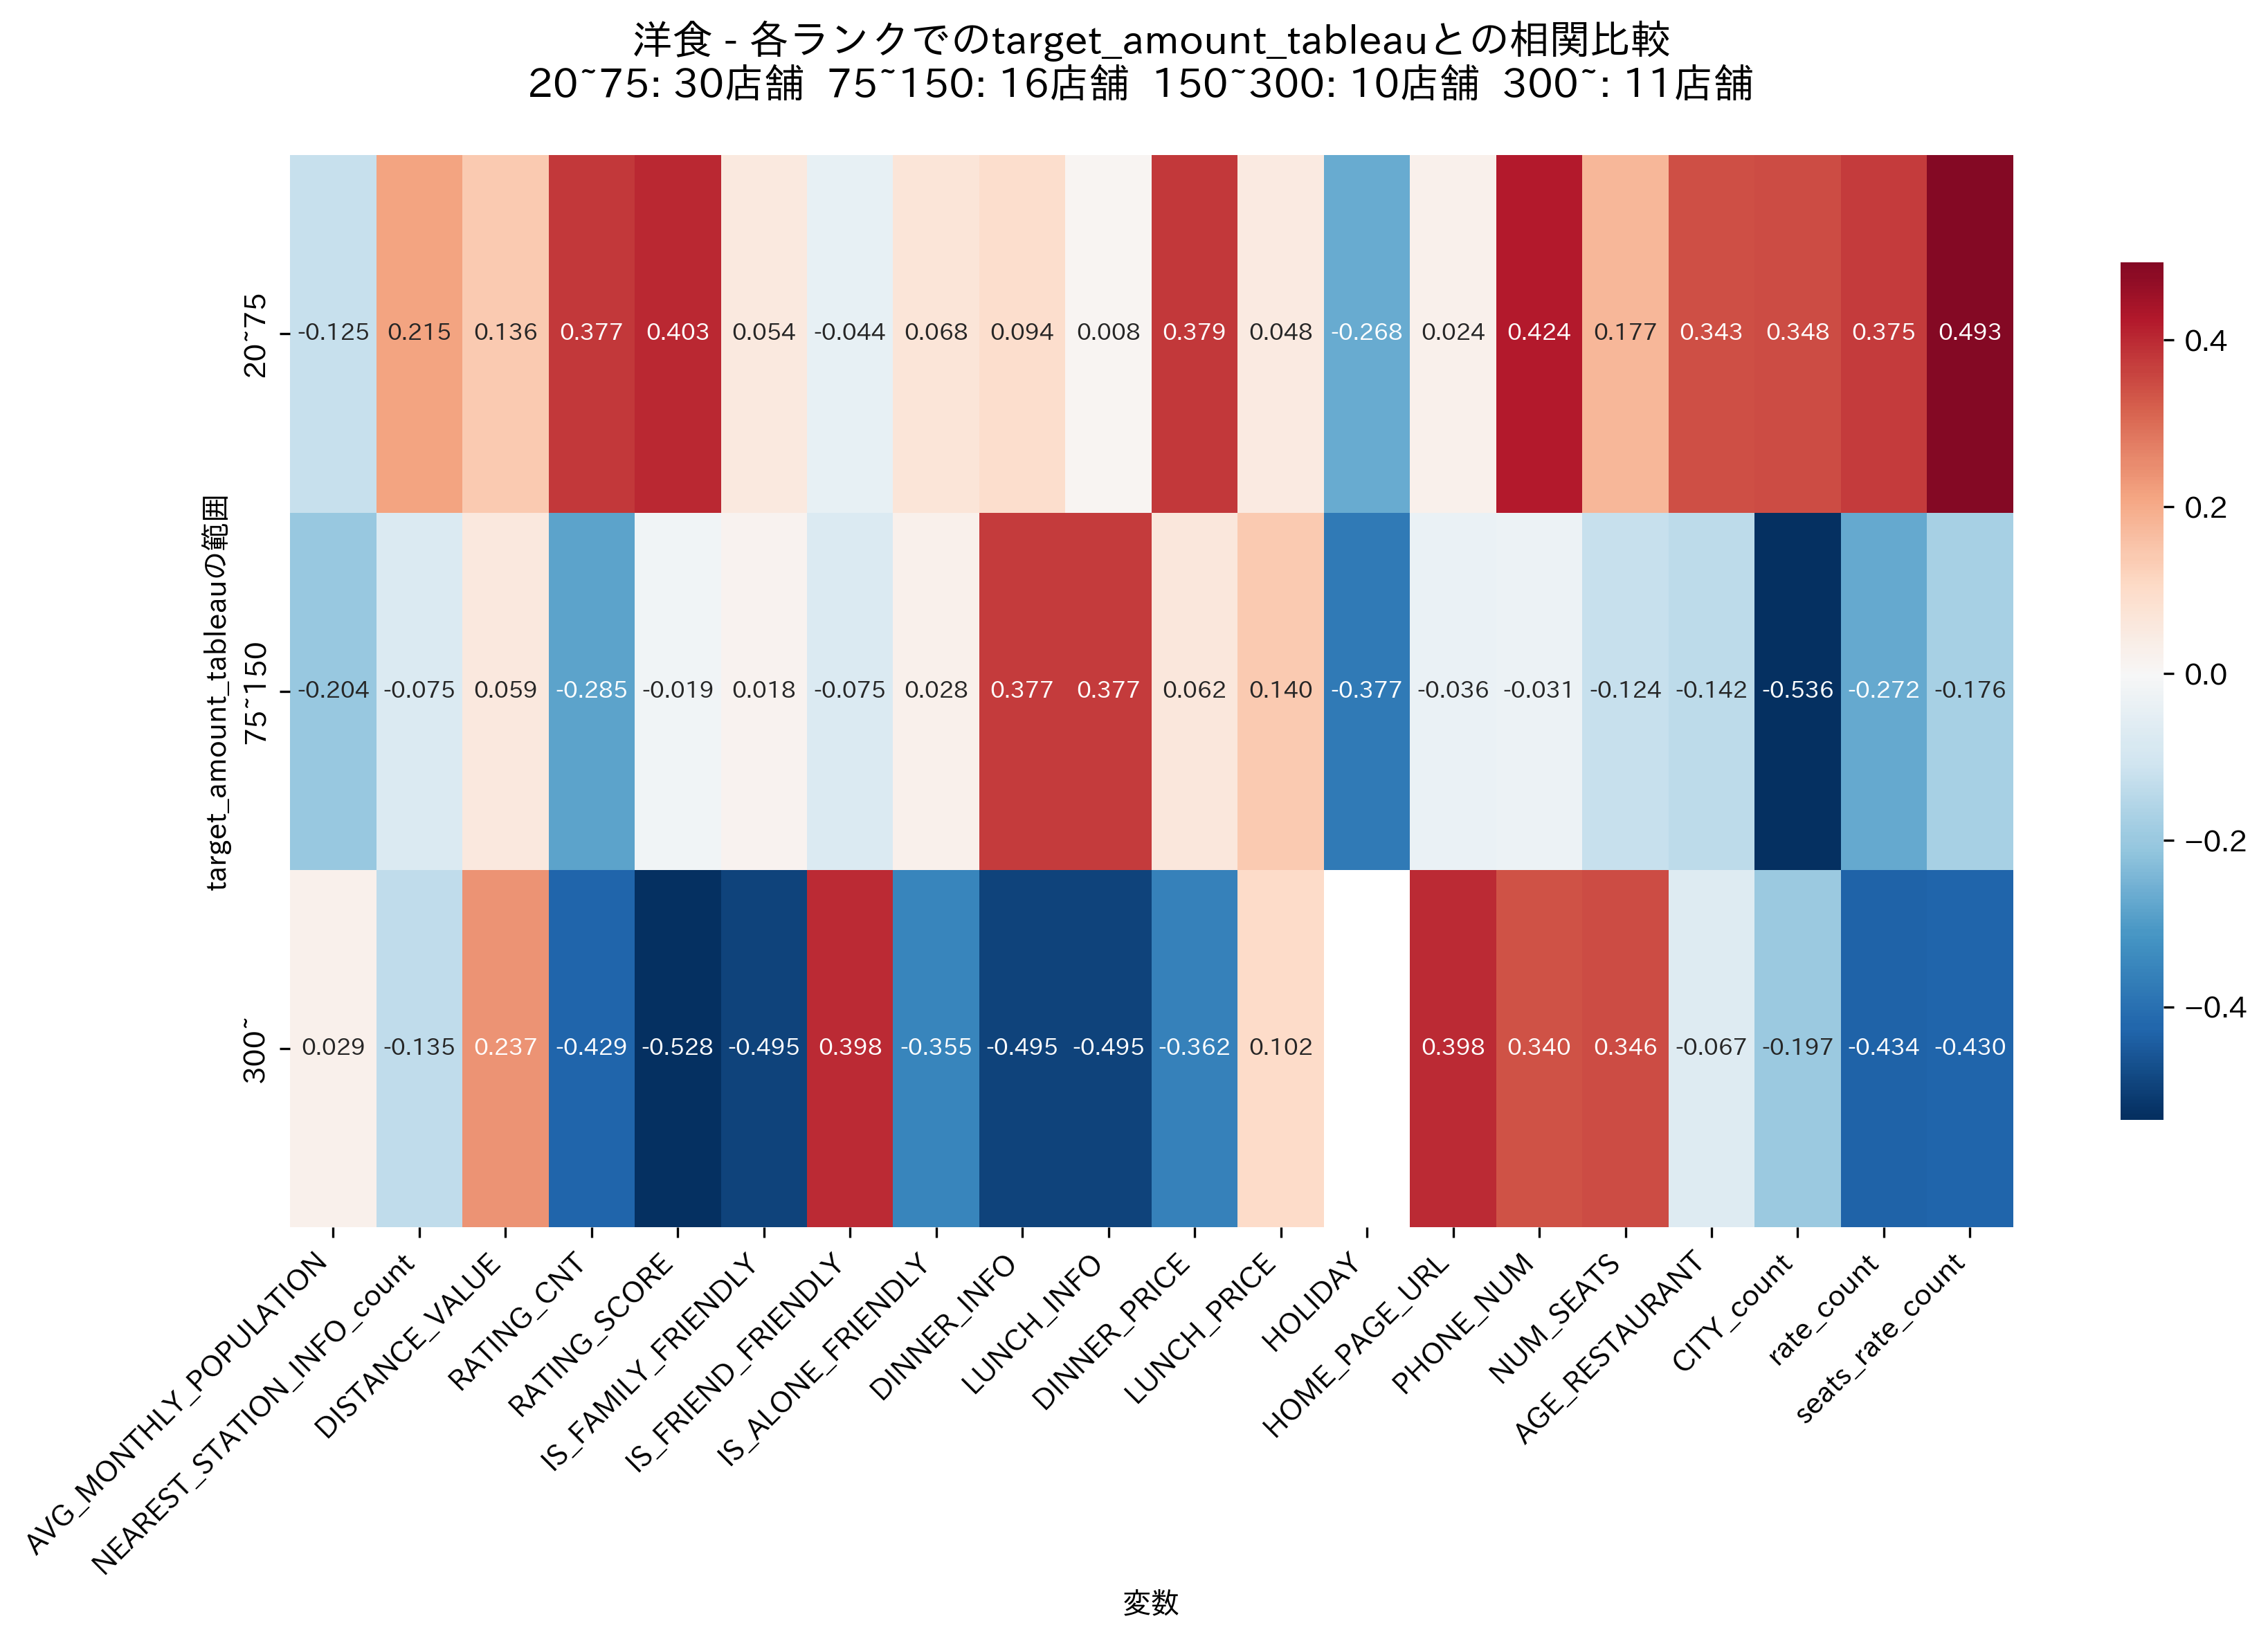 洋食 - 各ランクでのtarget_amount_tableauとの相関比較
20~75: 30店舗  75~150: 16店舗  150~300: 10店舗  300~: 11店舗
target_amount_tableauの範囲
20~75
-0.125 0.215 0.136 0.377 0.403 0.054 -0.044 0.068 0.094 0.008 0.379 0.048 -0.268 0.024 0.424 0.177 0.343 0.348 0.375 0.493
75~150
-0.204 -0.075 0.059 -0.285 -0.019 0.018 -0.075 0.028 0.377 0.377 0.062 0.140 -0.377 -0.036 -0.031 -0.124 -0.142 -0.536 -0.272 -0.176
300~
0.029 -0.135 0.237 -0.429 -0.528 -0.495 0.398 -0.355 -0.495 -0.495 -0.362 0.102 0.398 0.340 0.346 -0.067 -0.197 -0.434 -0.430
AVG_MONTHLY_POPULATION
NEAREST_STATION_INFO_count
DISTANCE_VALUE
RATING_CNT
RATING_SCORE
IS_FAMILY_FRIENDLY
IS_FRIEND_FRIENDLY
IS_ALONE_FRIENDLY
DINNER_INFO
LUNCH_INFO
DINNER_PRICE
LUNCH_PRICE
HOLIDAY
HOME_PAGE_URL
PHONE_NUM
NUM_SEATS
AGE_RESTAURANT
CITY_count
rate_count
seats_rate_count
変数
0.4
0.2
0.0
−0.2
−0.4